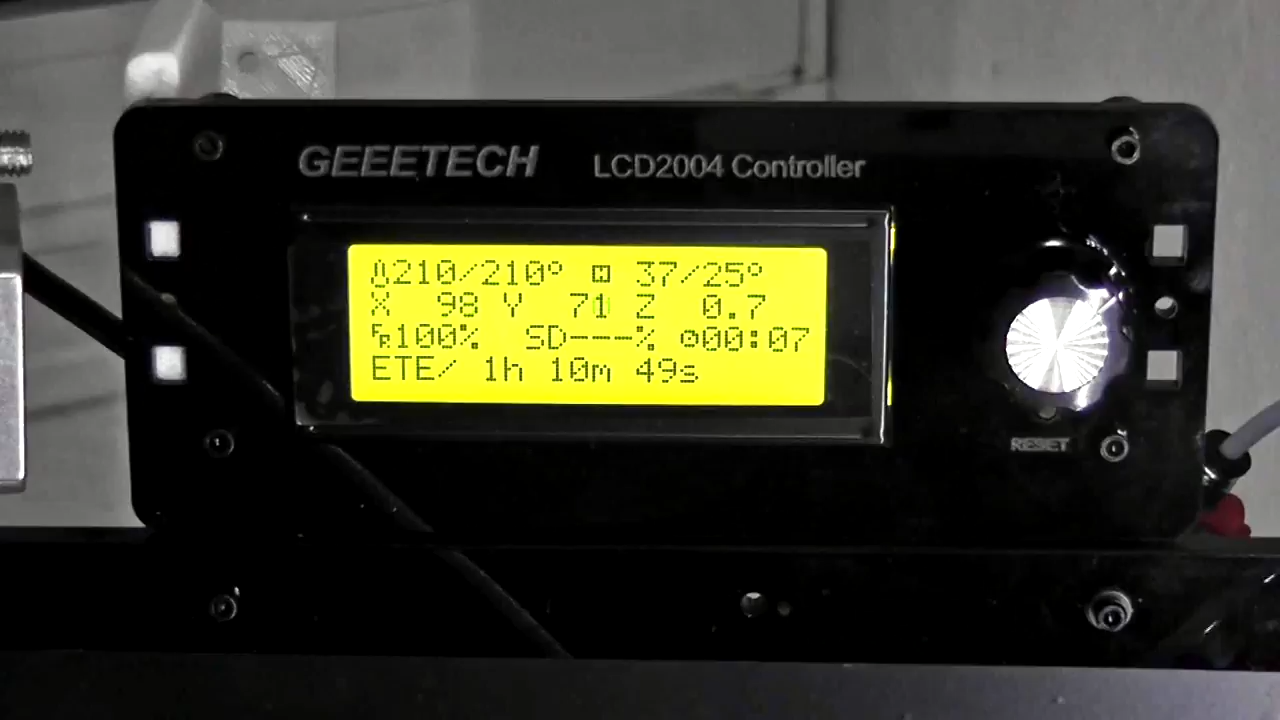 GEEETECH LCD2004 Controller
210/210° 37/25°
X 98 Y 71 Z 0.7
FR100% SD---% 00:07
ETE/ 1h 10m 49s
RESET